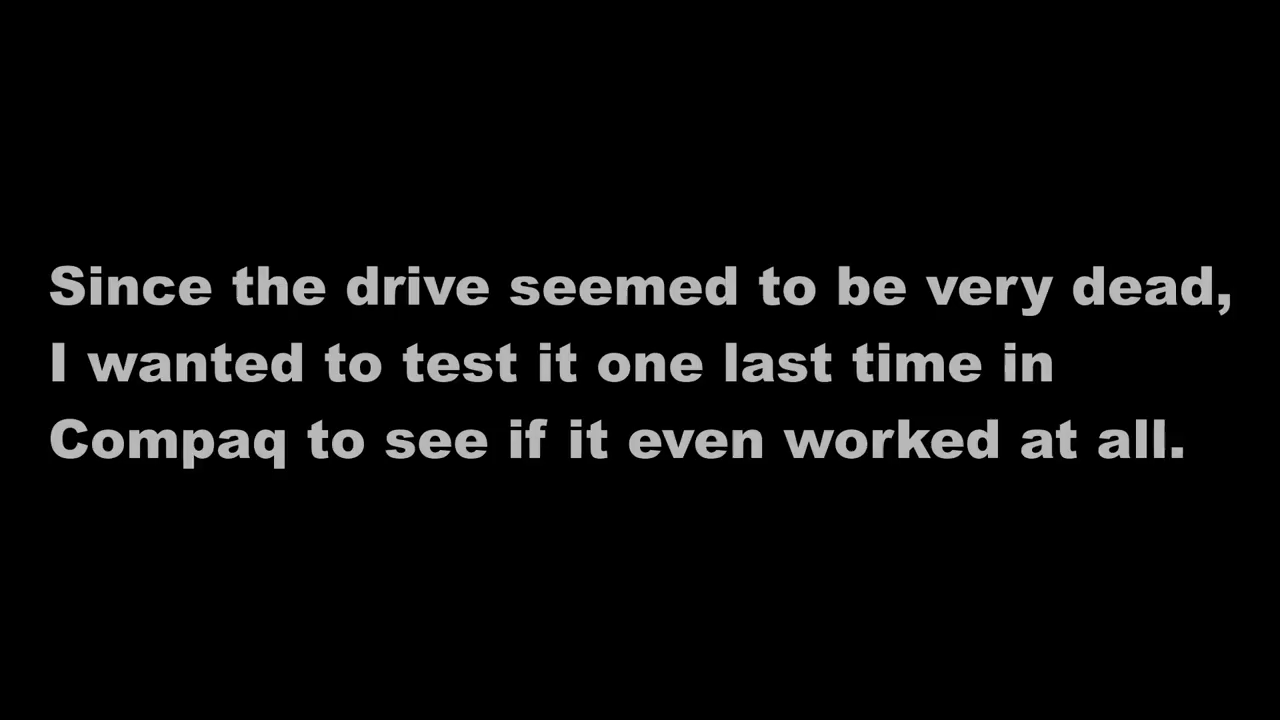 Since the drive seemed to be very dead,
I wanted to test it one last time in
Compaq to see if it even worked at all.